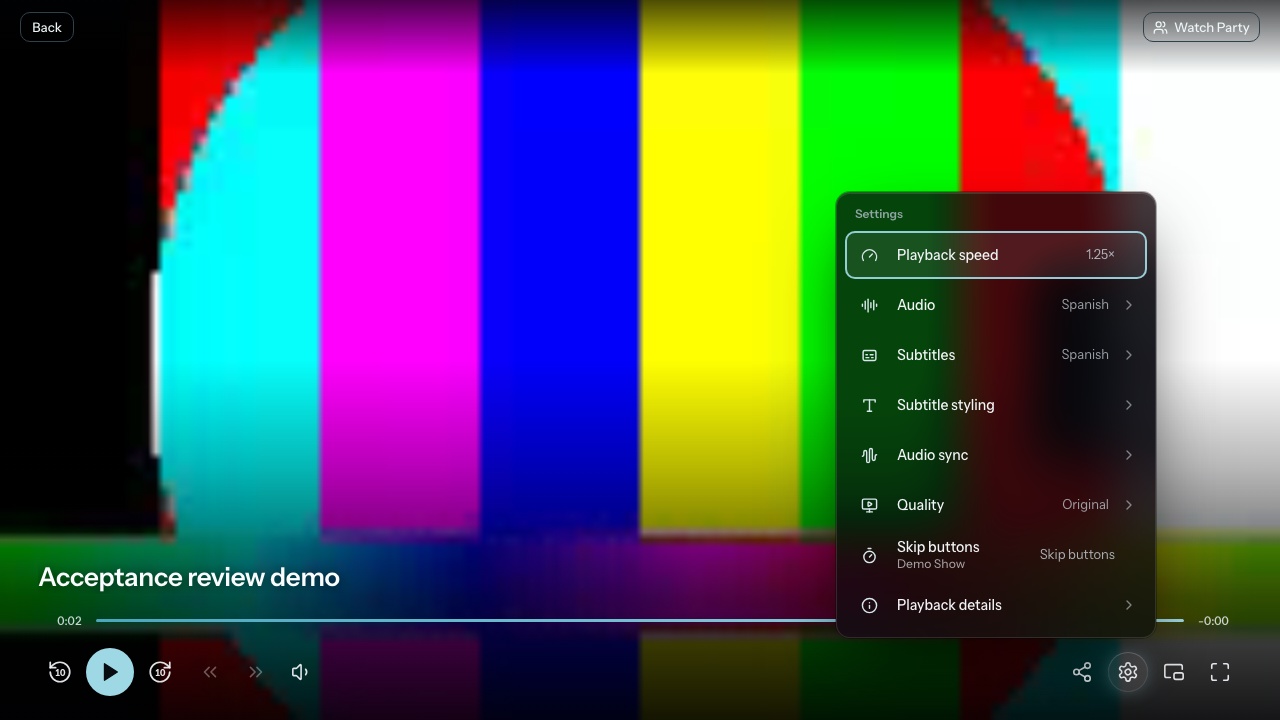 Back
Watch Party
Settings
Playback speed 1.25×
Audio Spanish
Subtitles Spanish
Subtitle styling
Audio sync
Quality Original
Skip buttons Skip buttons
Demo Show
Playback details
Acceptance review demo
0:02 -0:00
10 10